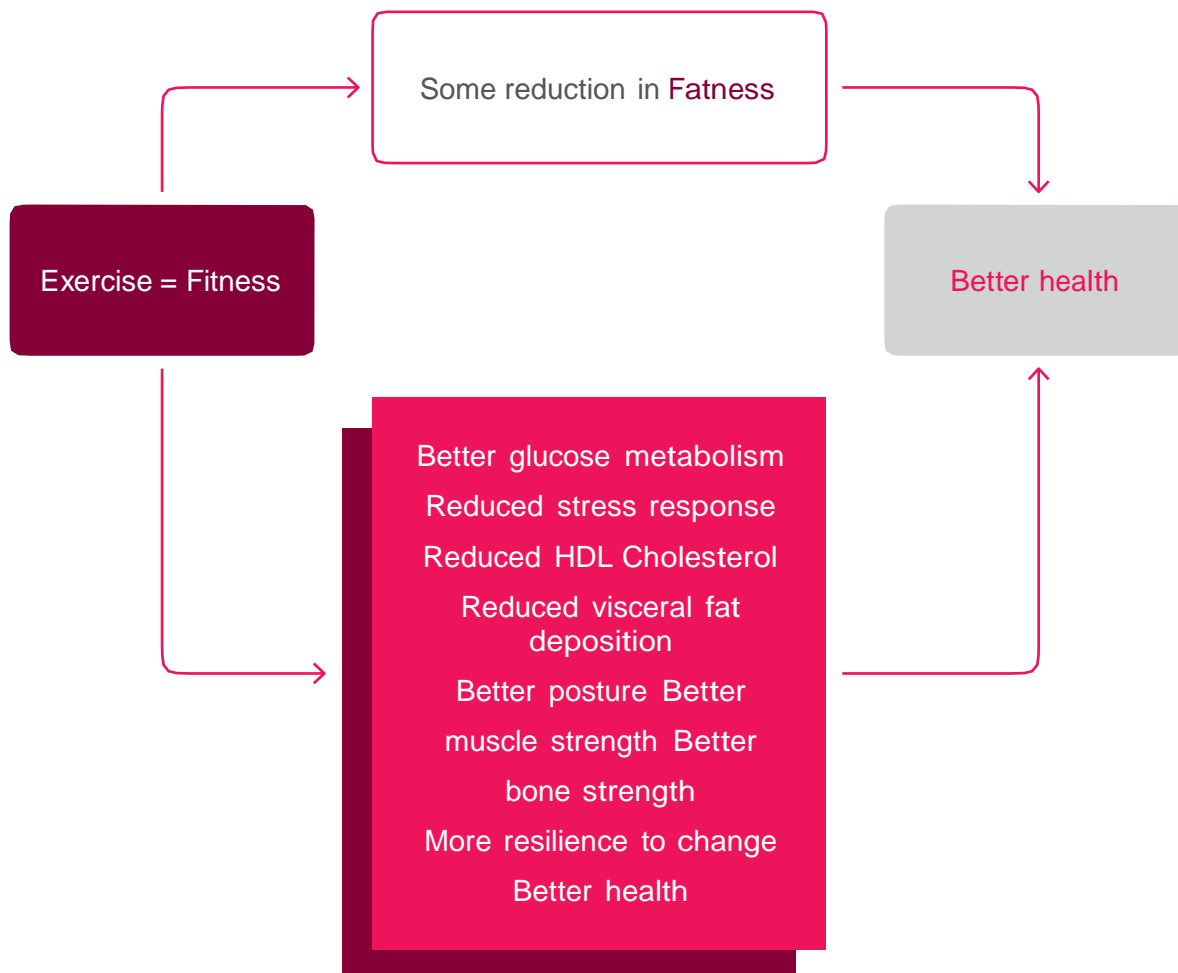 Some reduction in Fatness
Exercise = Fitness
Better health
Better glucose metabolism
Reduced stress response
Reduced HDL Cholesterol
Reduced visceral fat
deposition
Better posture Better
muscle strength Better
bone strength
More resilience to change
Better health